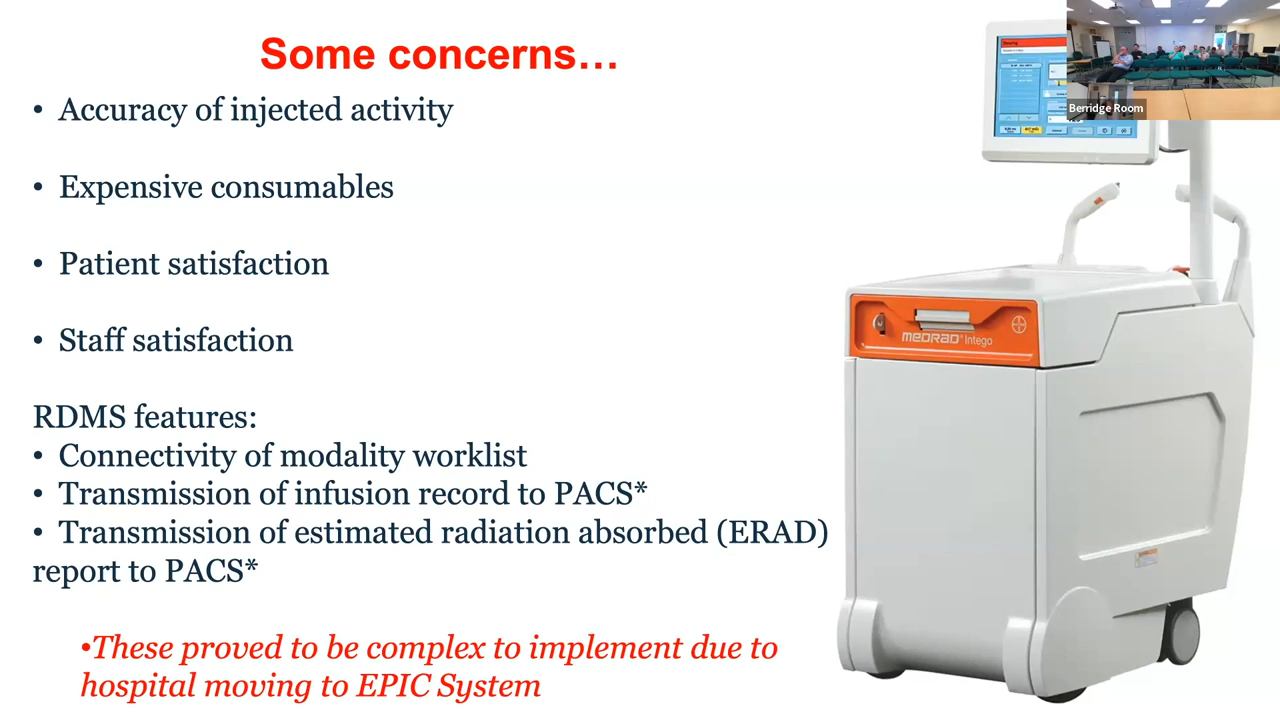 Some concerns…
• Accuracy of injected activity
• Expensive consumables
• Patient satisfaction
• Staff satisfaction
RDMS features:
• Connectivity of modality worklist
• Transmission of infusion record to PACS*
• Transmission of estimated radiation absorbed (ERAD)
report to PACS*
•These proved to be complex to implement due to
hospital moving to EPIC System
Berridge Room
MEDRAD® Intego